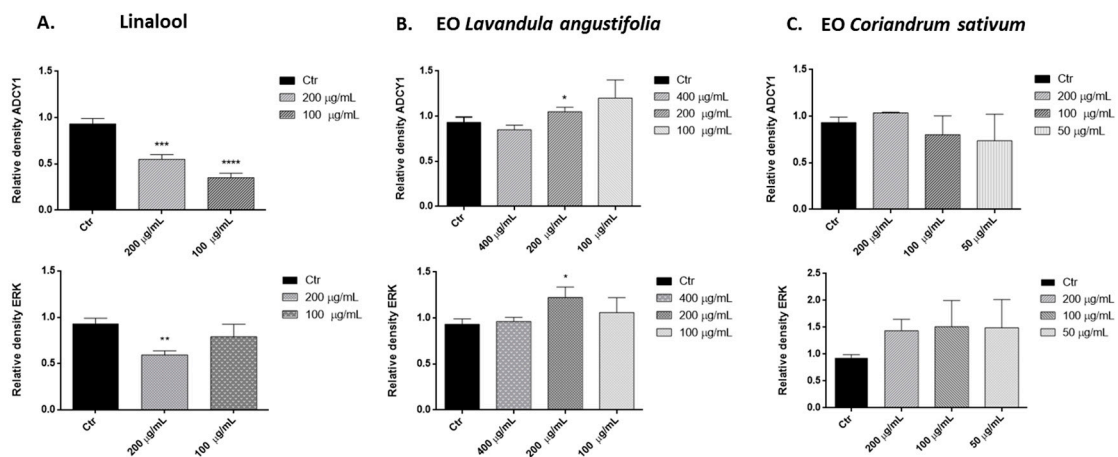 A. Linalool
Relative density ADCY1
1.5
1.0
0.5
0.0
***
****
Ctr
200 μg/mL
100 μg/mL
Ctr
200 μg/mL
100 μg/mL
Relative density ERK
1.5
1.0
0.5
0.0
**
Ctr
200 μg/mL
100 μg/mL
Ctr
200 μg/mL
100 μg/mL
B. EO Lavandula angustifolia
Relative density ADCY1
1.5
1.0
0.5
0.0
*
Ctr
400 μg/mL
200 μg/mL
100 μg/mL
Ctr
400 μg/mL
200 μg/mL
100 μg/mL
Relative density ERK
1.5
1.0
0.5
0.0
*
Ctr
400 μg/mL
200 μg/mL
100 μg/mL
Ctr
400 μg/mL
200 μg/mL
100 μg/mL
C. EO Coriandrum sativum
Relative density ADCY1
1.5
1.0
0.5
0.0
Ctr
200 μg/mL
100 μg/mL
50 μg/mL
Ctr
200 μg/mL
100 μg/mL
50 μg/mL
Relative density ERK
2.5
2.0
1.5
1.0
0.5
0.0
Ctr
200 μg/mL
100 μg/mL
50 μg/mL
Ctr
200 μg/mL
100 μg/mL
50 μg/mL